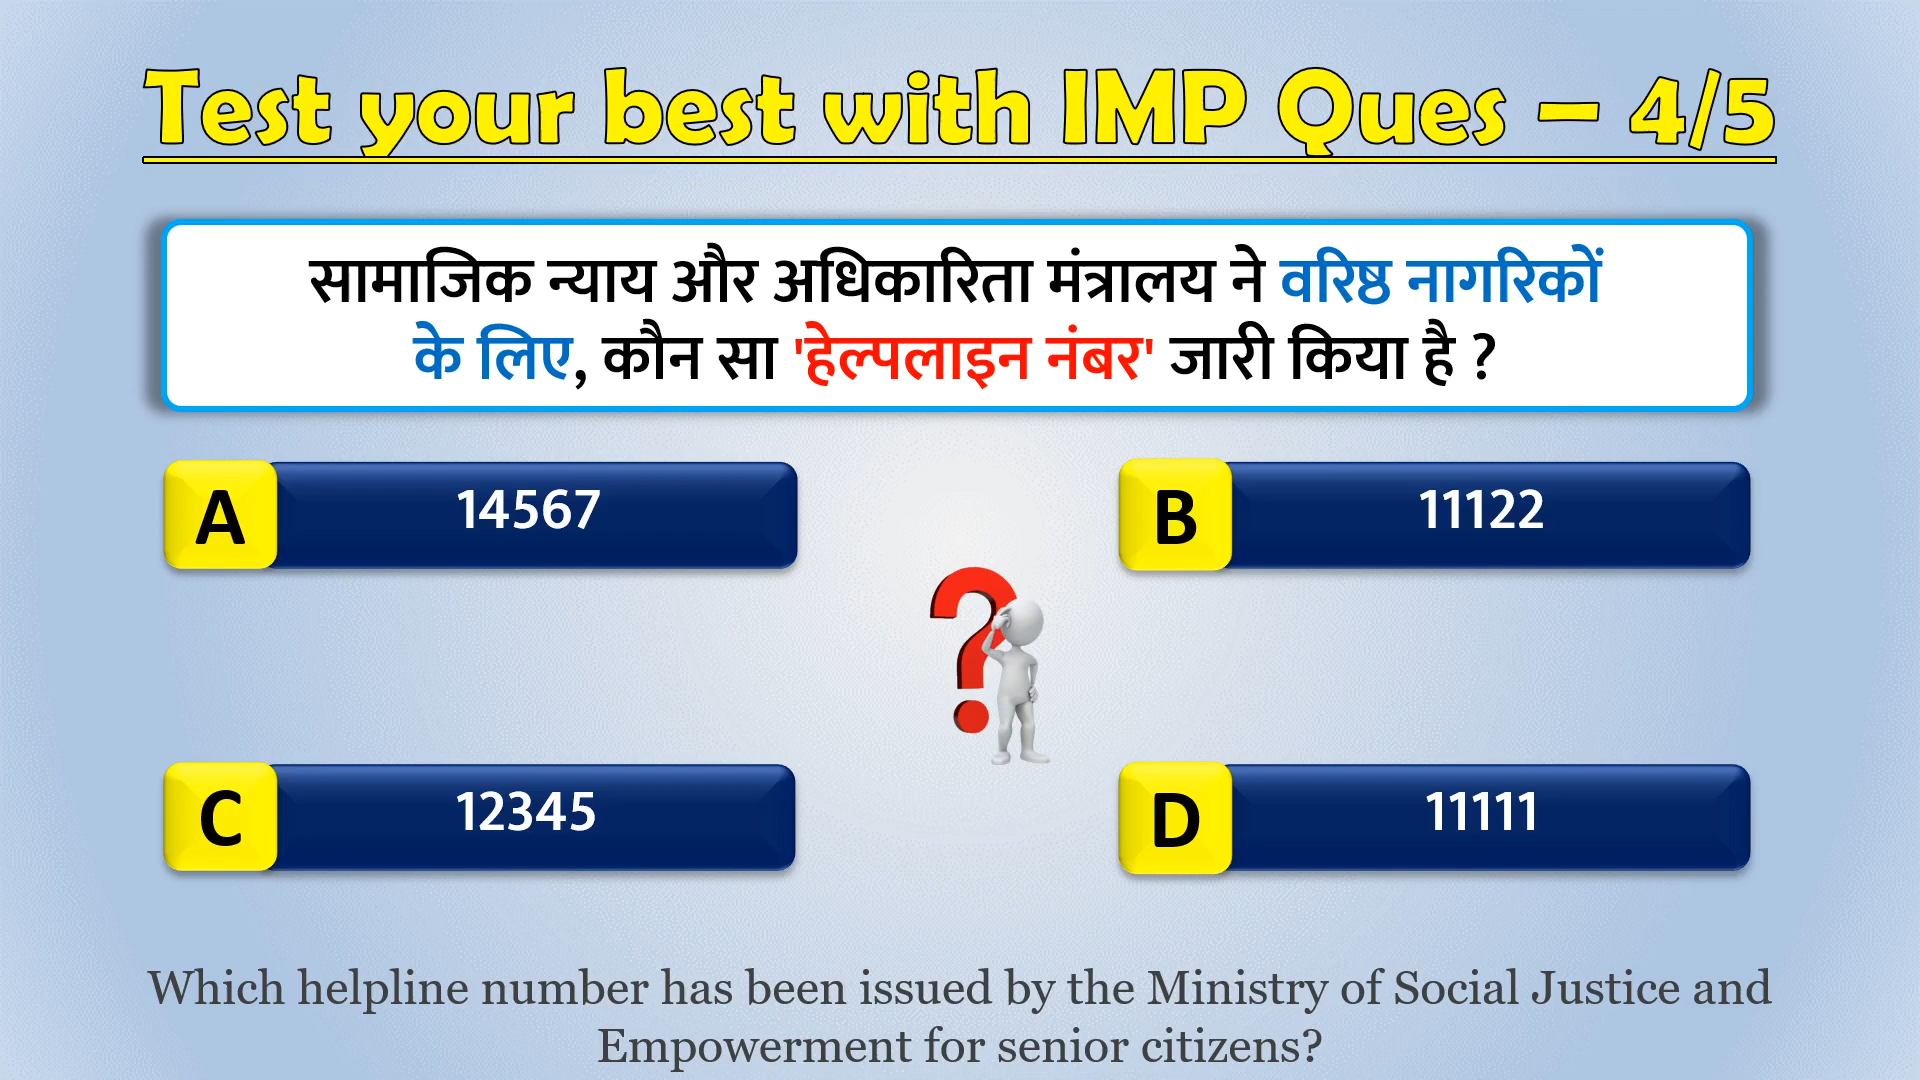 Test your best with IMP Ques – 4/5
सामाजिक न्याय और अधिकारिता मंत्रालय ने वरिष्ठ नागरिकों
के लिए, कौन सा 'हेल्पलाइन नंबर' जारी किया है ?
A 14567
B 11122
C 12345
D 11111
Which helpline number has been issued by the Ministry of Social Justice and
Empowerment for senior citizens?